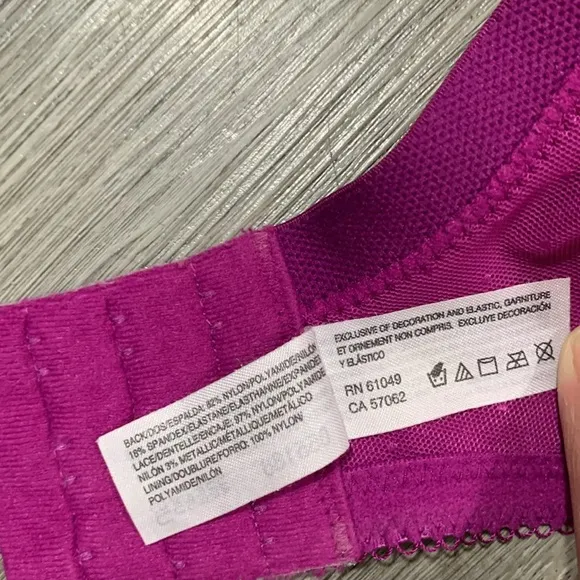 BACK/DOS/ESPALDA: 82% NYLON/POLYAMIDE/NILÓN
18% SPANDEX/ELASTANE/ELASTHANNE/EXPANDEX
LACE/DENTELLE/ENCAJE: 97% NYLON/POLYAMIDE/
NILÓN 3% METALLIC/MÉTALLIQUE/METÁLICO
LINING/DOUBLURE/FORRO: 100% NYLON/
POLYAMIDE/NILÓN
EXCLUSIVE OF DECORATION AND ELASTIC, GARNITURE
ET ORNEMENT NON COMPRIS. EXCLUYE DECORACIÓN
Y ELÁSTICO
RN 61049
CA 57062